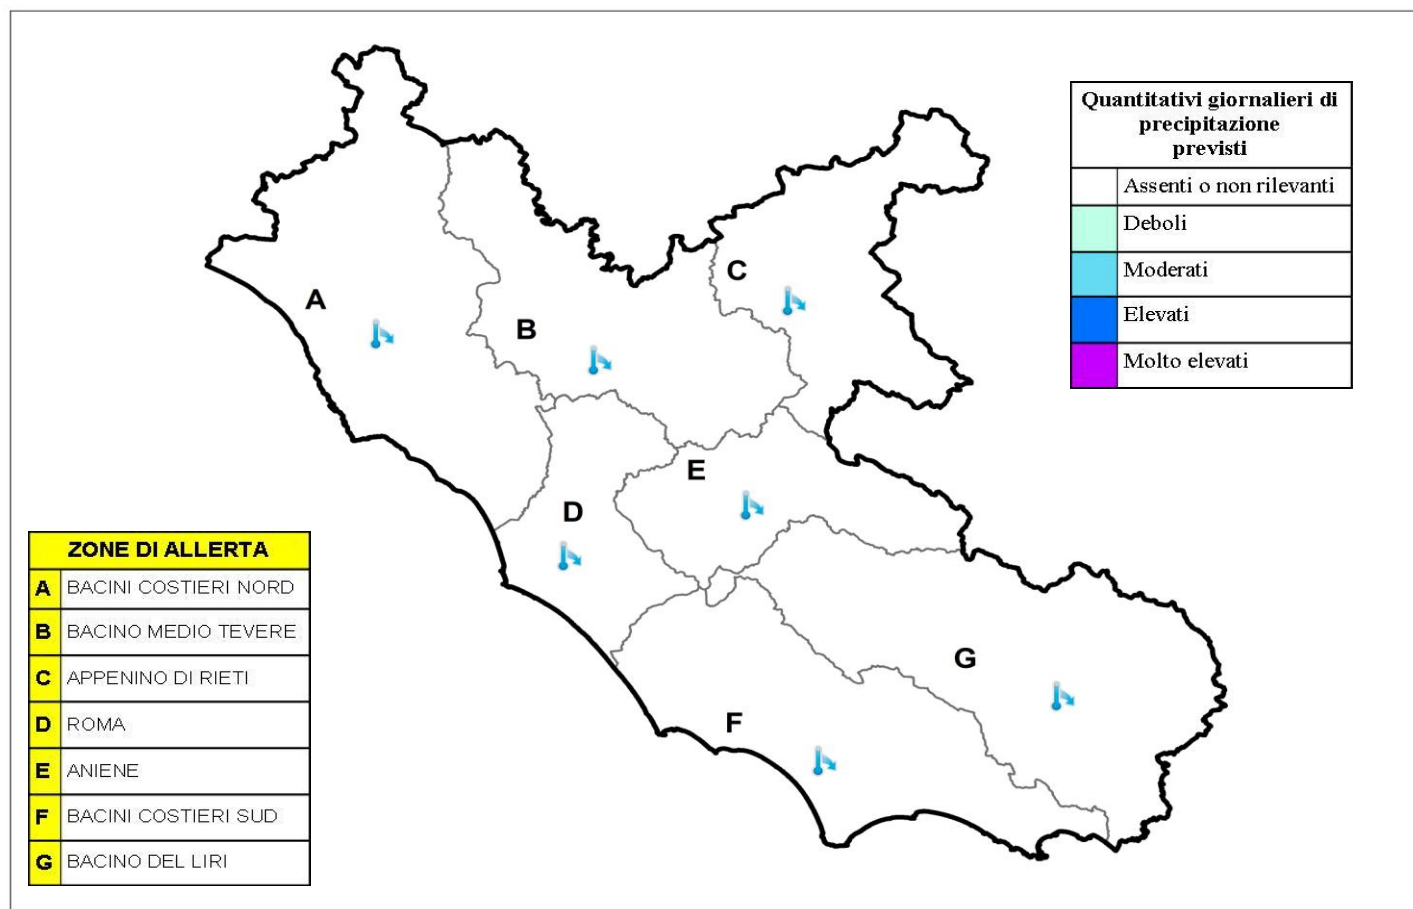 Quantitativi giornalieri di
precipitazione
previsti
Assenti o non rilevanti
Deboli
Moderati
Elevati
Molto elevati
C
A
B
E
D
G
F
ZONE DI ALLERTA
A BACINI COSTIERI NORD
B BACINO MEDIO TEVERE
C APPENINO DI RIETI
D ROMA
E ANIENE
F BACINI COSTIERI SUD
G BACINO DEL LIRI